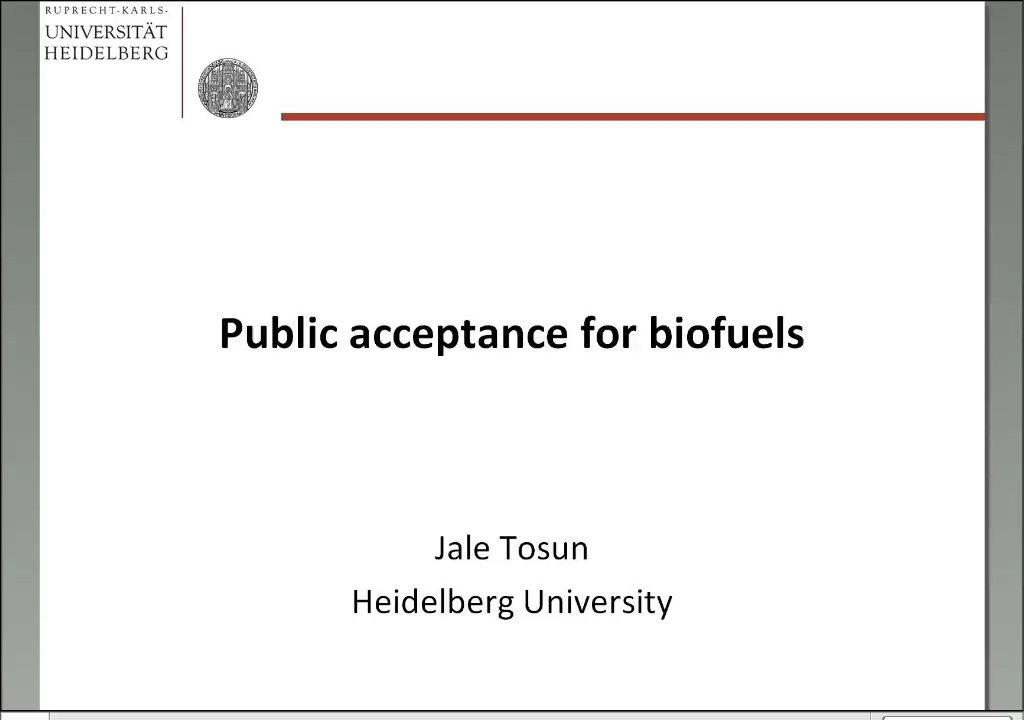 RUPRECHT-KARLS-
UNIVERSITÄT
HEIDELBERG
Public acceptance for biofuels
Jale Tosun
Heidelberg University